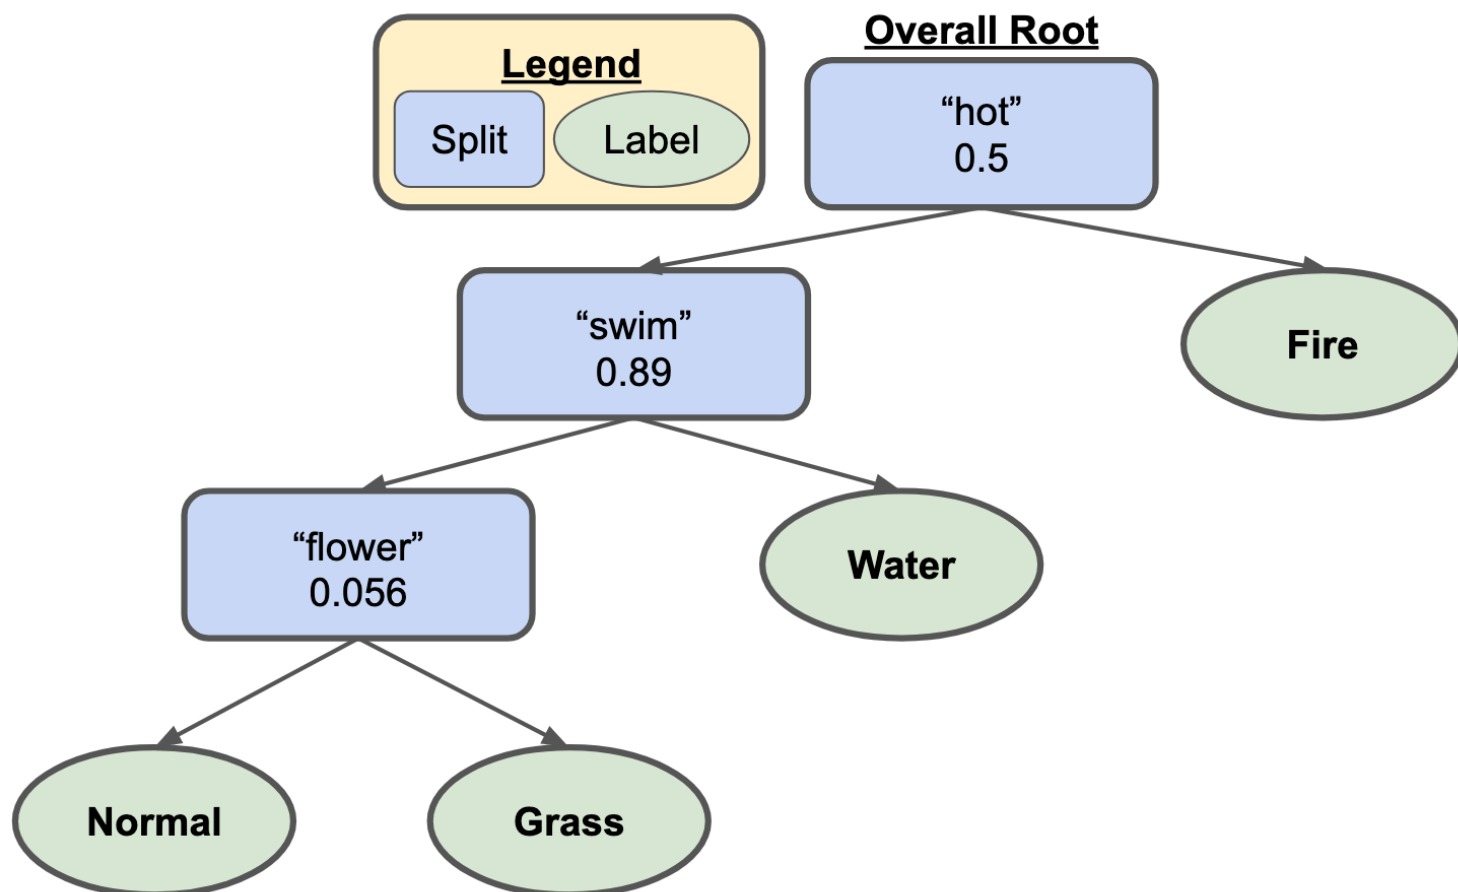 Legend
Split
Label
Overall Root
“hot”
0.5
“swim”
0.89
Fire
“flower”
0.056
Water
Normal
Grass